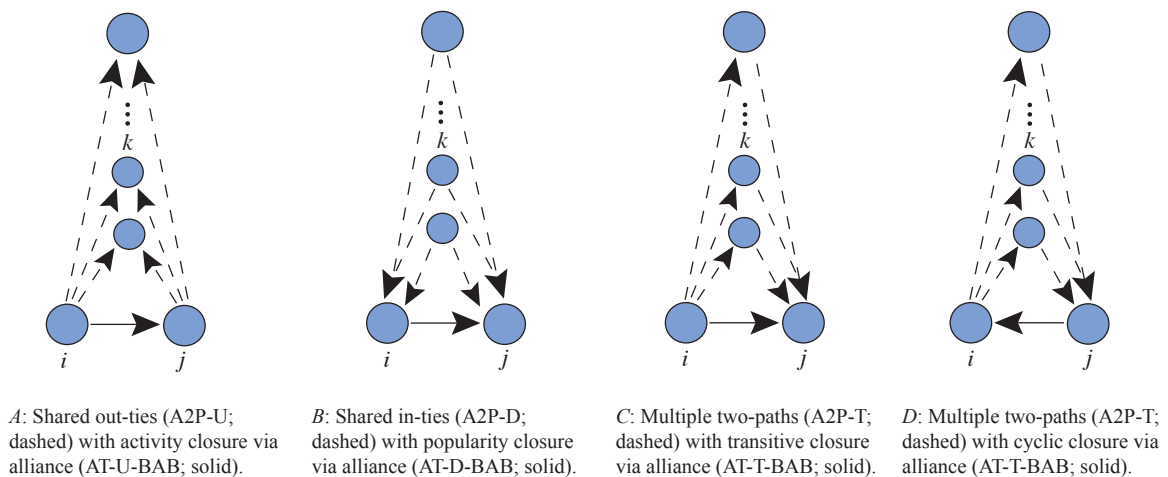 k
k
k
k
i
j
i
j
i
j
i
j
A: Shared out-ties (A2P-U;
dashed) with activity closure via
alliance (AT-U-BAB; solid).
B: Shared in-ties (A2P-D;
dashed) with popularity closure
via alliance (AT-D-BAB; solid).
C: Multiple two-paths (A2P-T;
dashed) with transitive closure
via alliance (AT-T-BAB; solid).
D: Multiple two-paths (A2P-T;
dashed) with cyclic closure via
alliance (AT-T-BAB; solid).